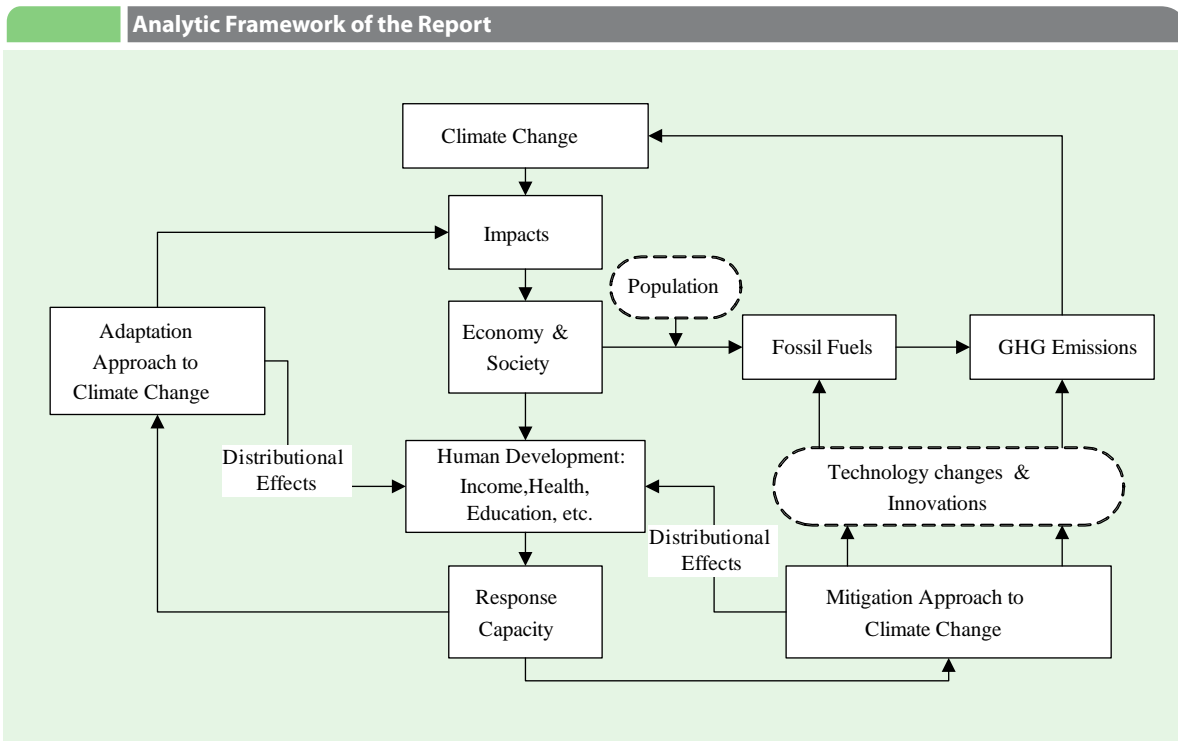 Analytic Framework of the Report
Climate Change
Impacts
Population
Adaptation
Approach to
Climate Change
Economy &
Society
Fossil Fuels
GHG Emissions
Distributional
Effects
Human Development:
Income,Health,
Education, etc.
Technology changes &
Innovations
Distributional
Effects
Response
Capacity
Mitigation Approach to
Climate Change